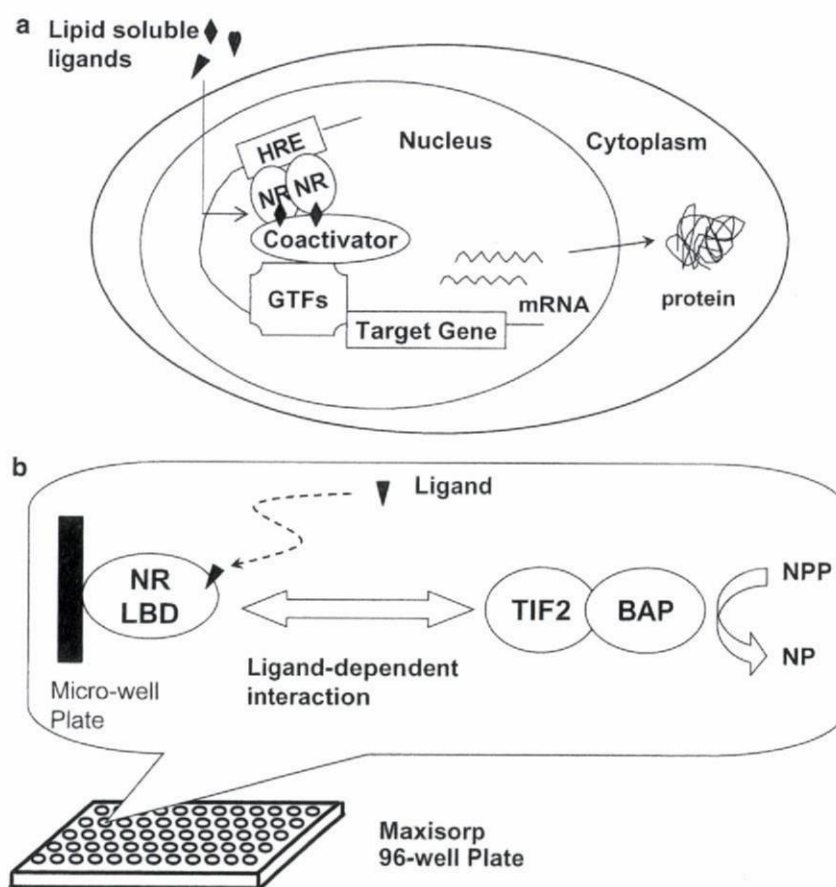 a Lipid soluble
ligands
HRE
NR NR
Coactivator
GTFs
Target Gene
Nucleus
Cytoplasm
mRNA
protein
b
Ligand
NR
LBD
TIF2 BAP
NPP
NP
Ligand-dependent
interaction
Micro-well
Plate
Maxisorp
96-well Plate